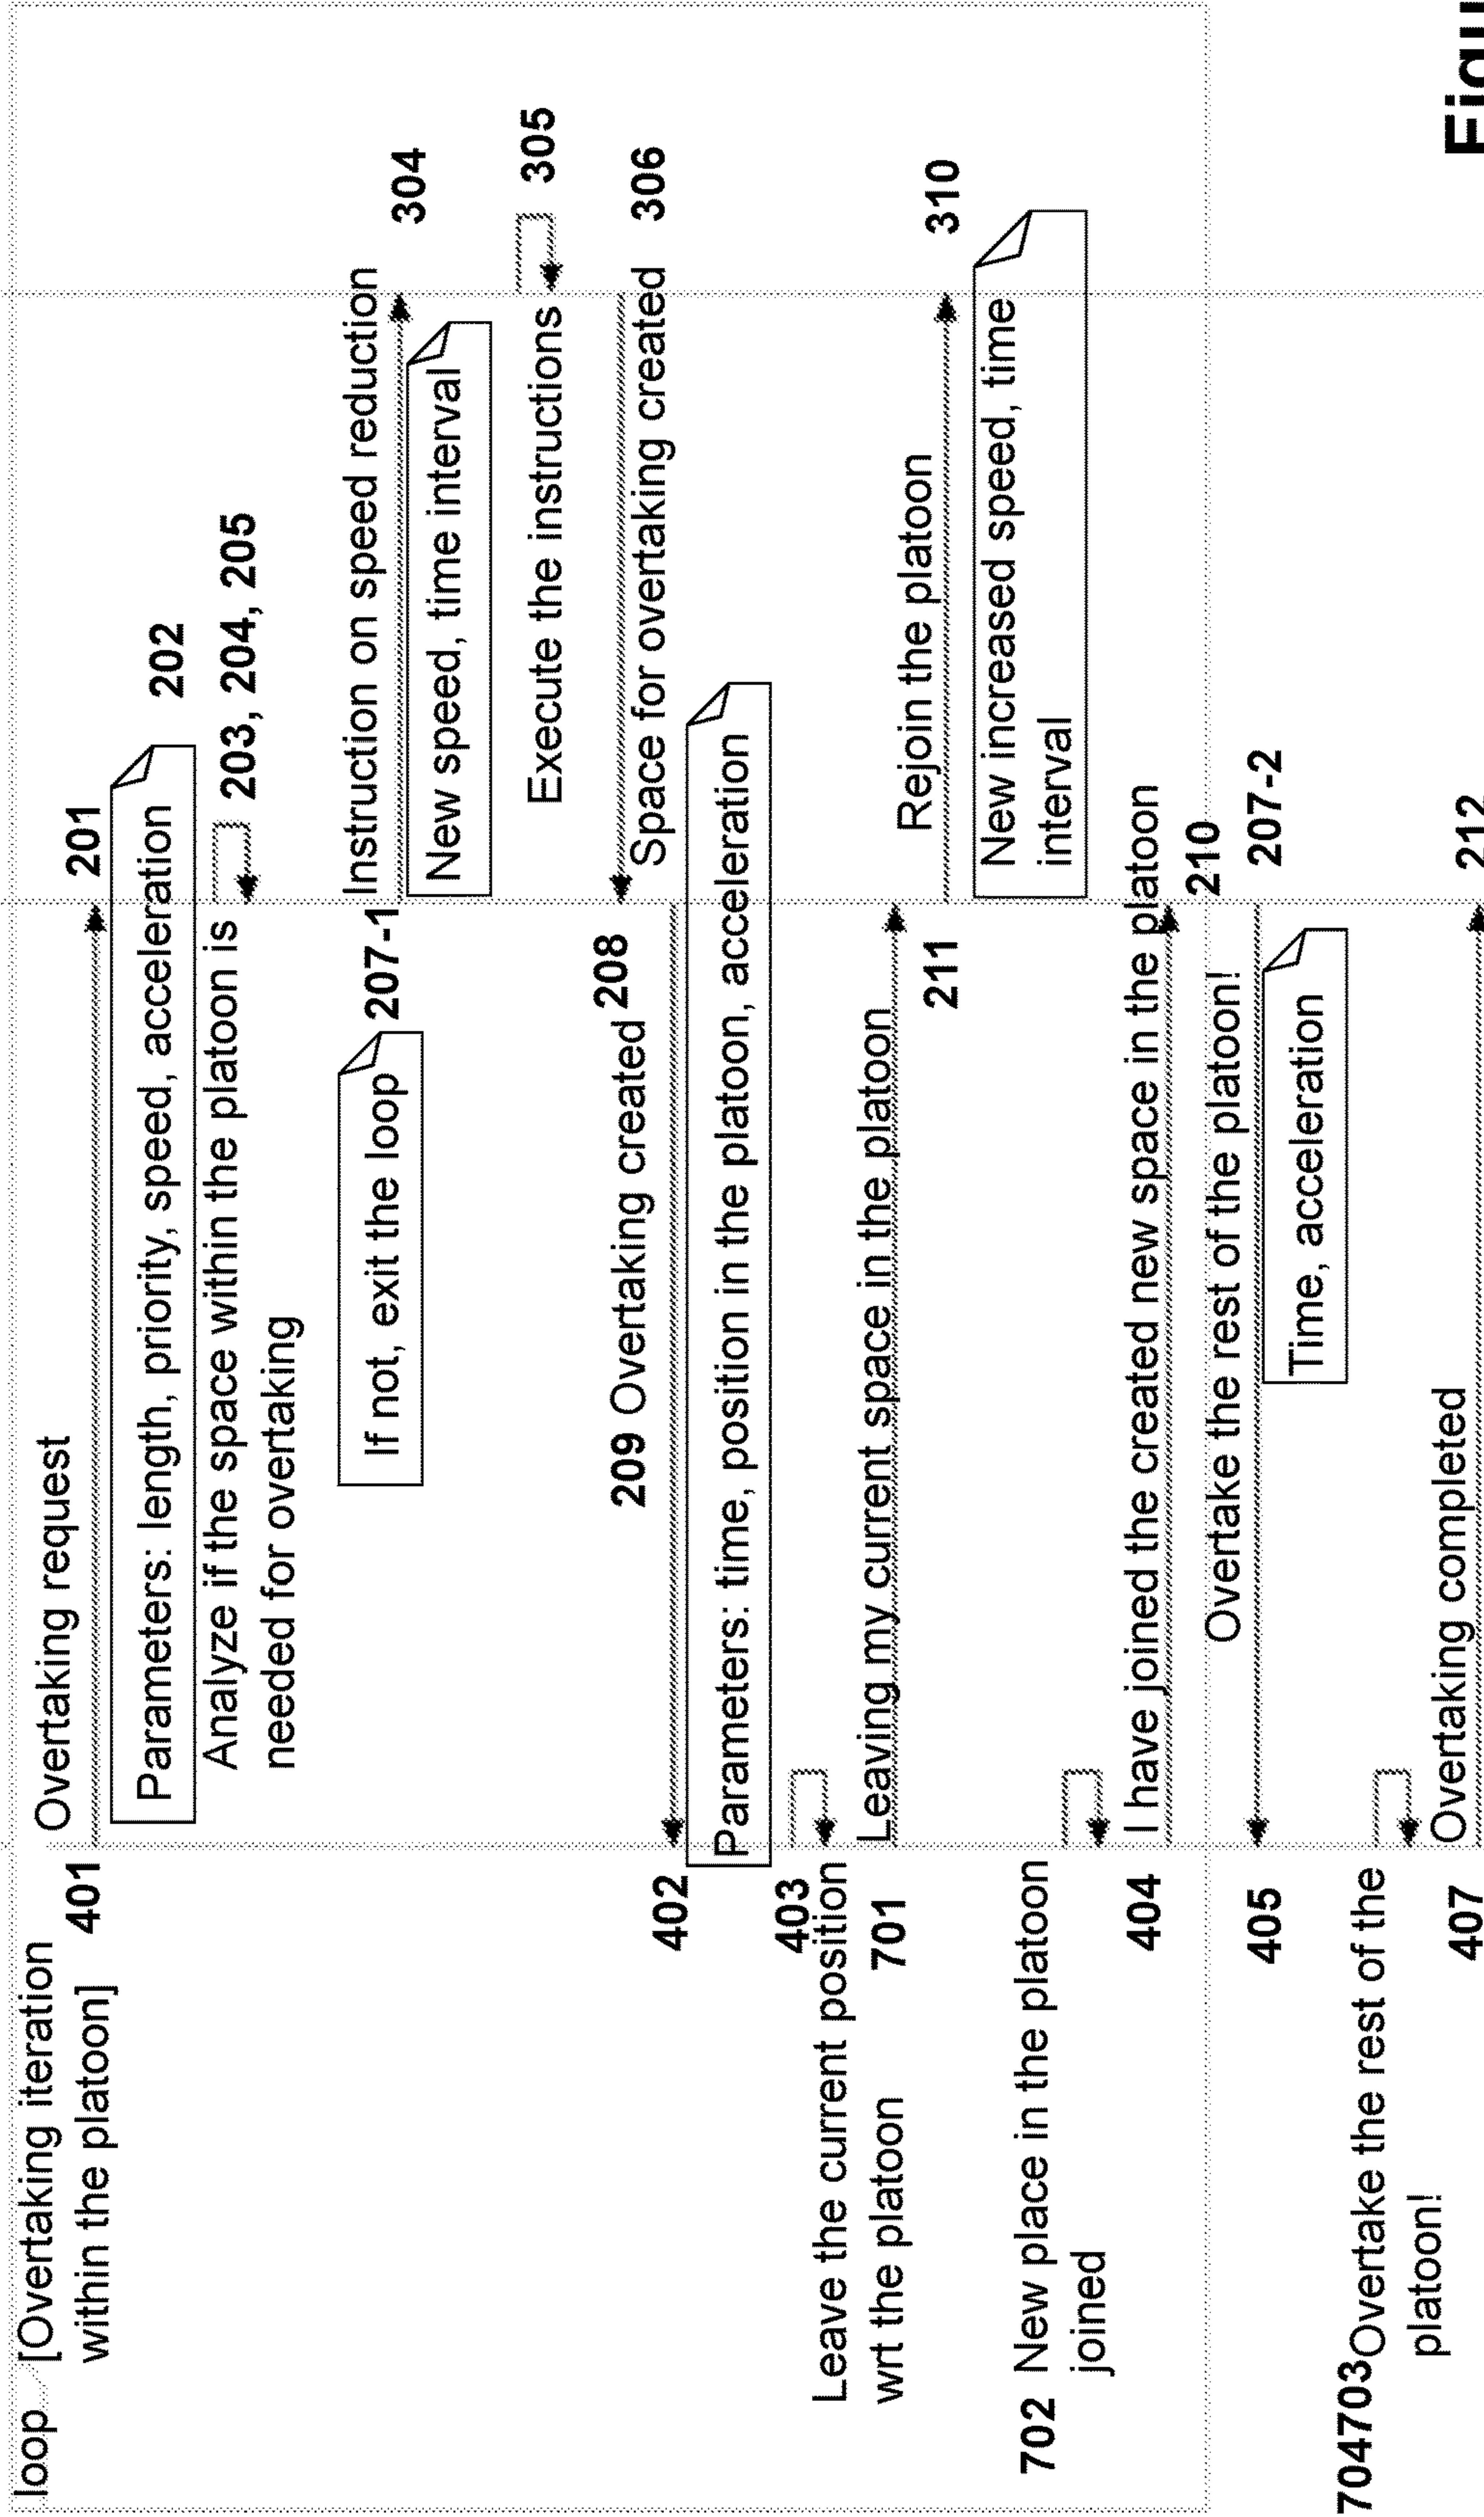 loop [Overtaking iteration
within the platoon]
401
Overtaking request
201
Parameters: length, priority, speed, acceleration
202
Analyze if the space within the platoon is
needed for overtaking
203, 204, 205
If not, exit the loop
207-1
Instruction on speed reduction
304
New speed, time interval
Execute the instructions
305
209 Overtaking created
208
Space for overtaking created
306
402
Parameters: time, position in the platoon, acceleration
403
Leave the current position
wrt the platoon
701
Leaving my current space in the platoon
211
Rejoin the platoon
310
New increased speed, time
interval
702 New place in the platoon
joined
404
I have joined the created new space in the platoon
210
Overtake the rest of the platoon!
207-2
405
Time, acceleration
704703Overtake the rest of the
platoon!
407
Overtaking completed
212